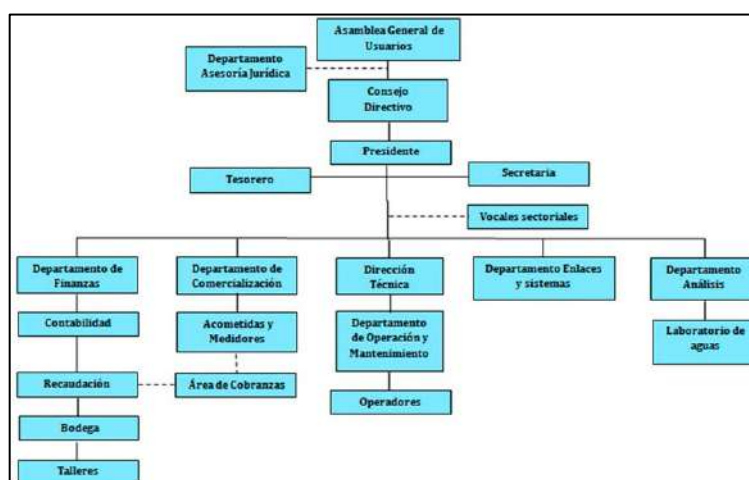 Asamblea General de
Usuarios
Departamento
Asesoría Jurídica
Consejo
Directivo
Presidente
Tesorero
Secretaria
Vocales sectoriales
Departamento de
Finanzas
Departamento de
Comercialización
Dirección
Técnica
Departamento Enlaces
y sistemas
Departamento
Análisis
Contabilidad
Acometidas y
Medidores
Departamento
de Operación y
Mantenimiento
Laboratorio de
aguas
Recaudación
Área de Cobranzas
Operadores
Bodega
Talleres